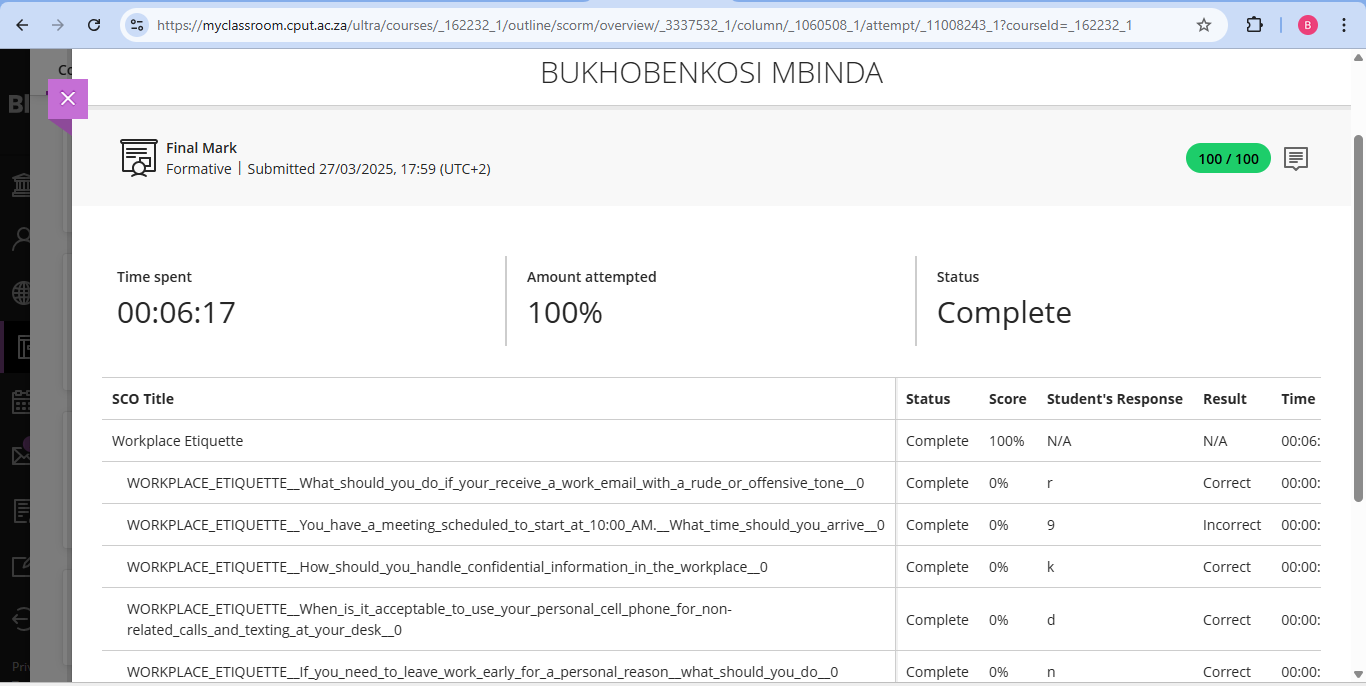 https://myclassroom.cput.ac.za/ultra/courses/_162232_1/outline/scorm/overview/_3337532_1/column/_1060508_1/attempt/_11008243_1?courseId=_162232_1
B
Co
Bl
BUKHOBENKOSI MBINDA
Final Mark
Formative | Submitted 27/03/2025, 17:59 (UTC+2)
100 / 100
Time spent
00:06:17
Amount attempted
100%
Status
Complete
SCO Title Status Score Student's Response Result Time
Workplace Etiquette Complete 100% N/A N/A 00:06:
WORKPLACE_ETIQUETTE__What_should_you_do_if_your_receive_a_work_email_with_a_rude_or_offensive_tone__0 Complete 0% r Correct 00:00:
WORKPLACE_ETIQUETTE__You_have_a_meeting_scheduled_to_start_at_10:00_AM.__What_time_should_you_arrive__0 Complete 0% 9 Incorrect 00:00:
WORKPLACE_ETIQUETTE__How_should_you_handle_confidential_information_in_the_workplace__0 Complete 0% k Correct 00:00:
WORKPLACE_ETIQUETTE__When_is_it_acceptable_to_use_your_personal_cell_phone_for_non-
related_calls_and_texting_at_your_desk__0 Complete 0% d Correct 00:00:
WORKPLACE_ETIQUETTE__If_you_need_to_leave_work_early_for_a_personal_reason__what_should_you_do__0 Complete 0% n Correct 00:00:
Priv